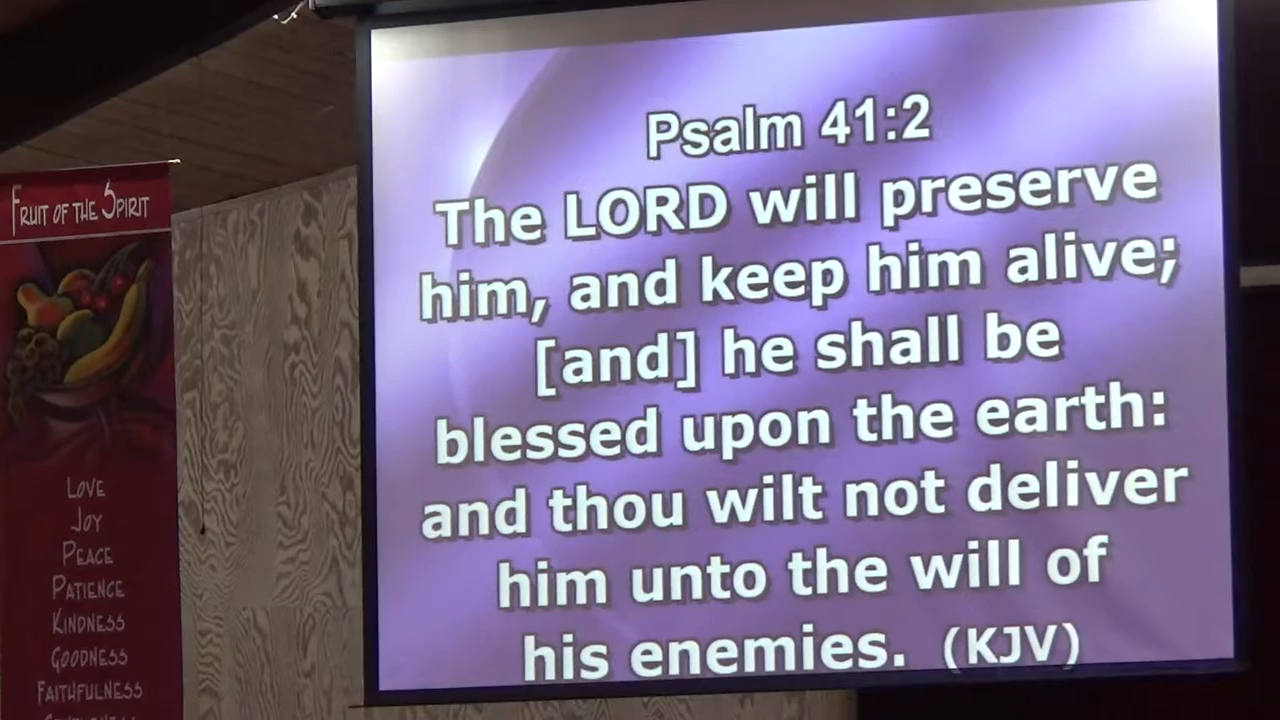 FRUIT OF THE SPIRIT
LOVE
JOY
PEACE
PATIENCE
KINDNESS
GOODNESS
FAITHFULNESS
Psalm 41:2
The LORD will preserve
him, and keep him alive;
[and] he shall be
blessed upon the earth:
and thou wilt not deliver
him unto the will of
his enemies. (KJV)